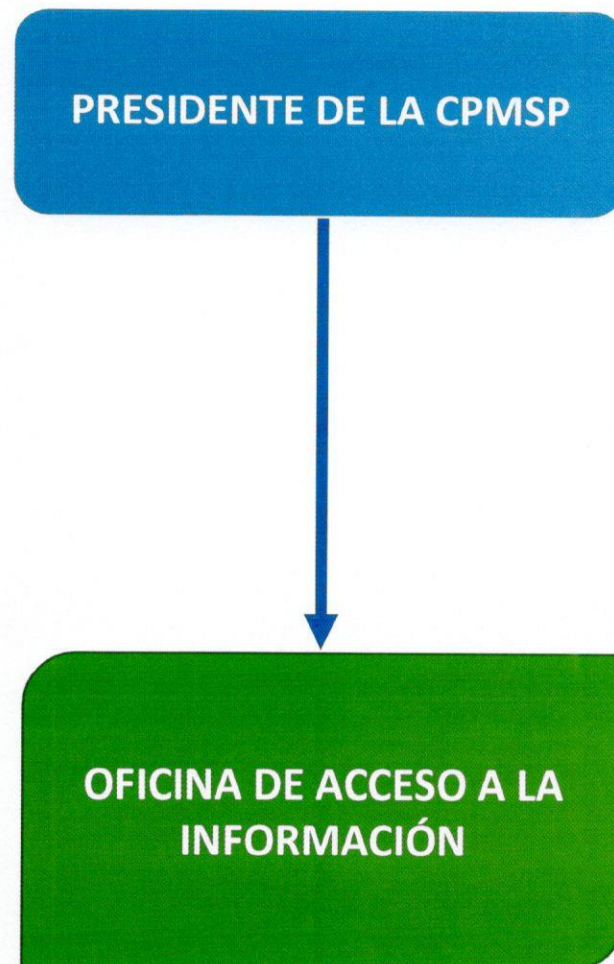 PRESIDENTE DE LA CPMSP
OFICINA DE ACCESO A LA
INFORMACIÓN